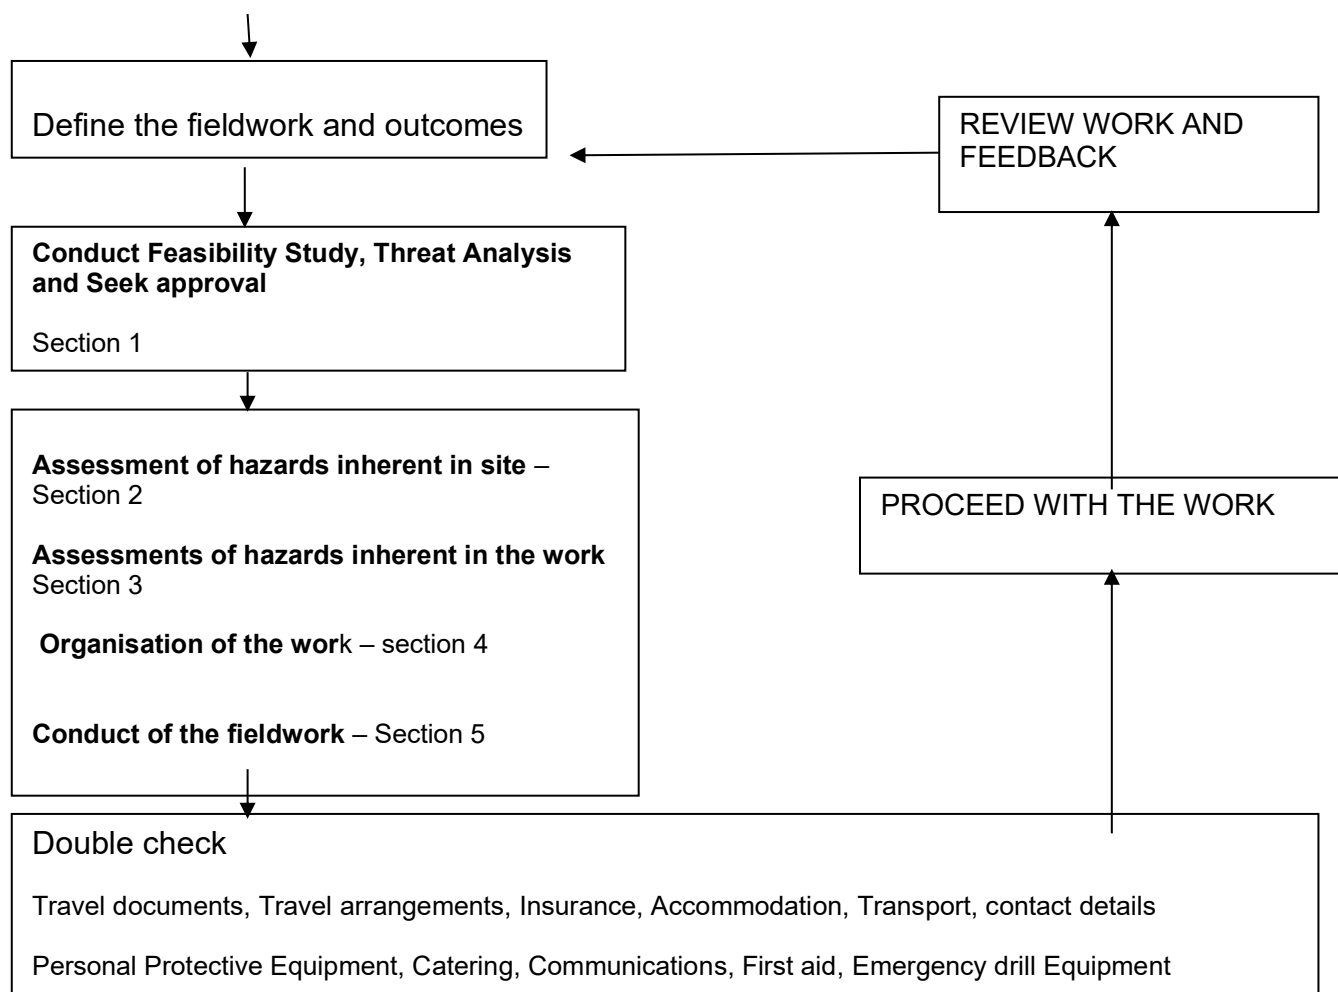 Define the fieldwork and outcomes
REVIEW WORK AND
FEEDBACK
Conduct Feasibility Study, Threat Analysis
and Seek approval
Section 1
Assessment of hazards inherent in site –
Section 2
Assessments of hazards inherent in the work
Section 3
Organisation of the work – section 4
Conduct of the fieldwork – Section 5
PROCEED WITH THE WORK
Double check
Travel documents, Travel arrangements, Insurance, Accommodation, Transport, contact details
Personal Protective Equipment, Catering, Communications, First aid, Emergency drill Equipment